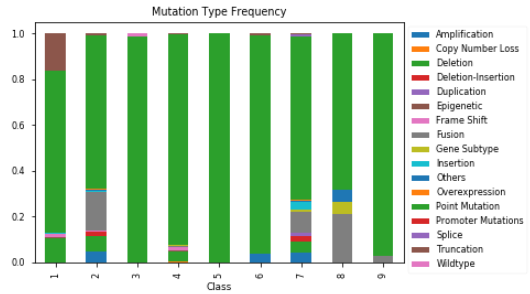 Mutation Type Frequency
1.0
0.8
0.6
0.4
0.2
0.0
1 2 3 4 5 6 7 8 9
Class
Amplification
Copy Number Loss
Deletion
Deletion-Insertion
Duplication
Epigenetic
Frame Shift
Fusion
Gene Subtype
Insertion
Others
Overexpression
Point Mutation
Promoter Mutations
Splice
Truncation
Wildtype